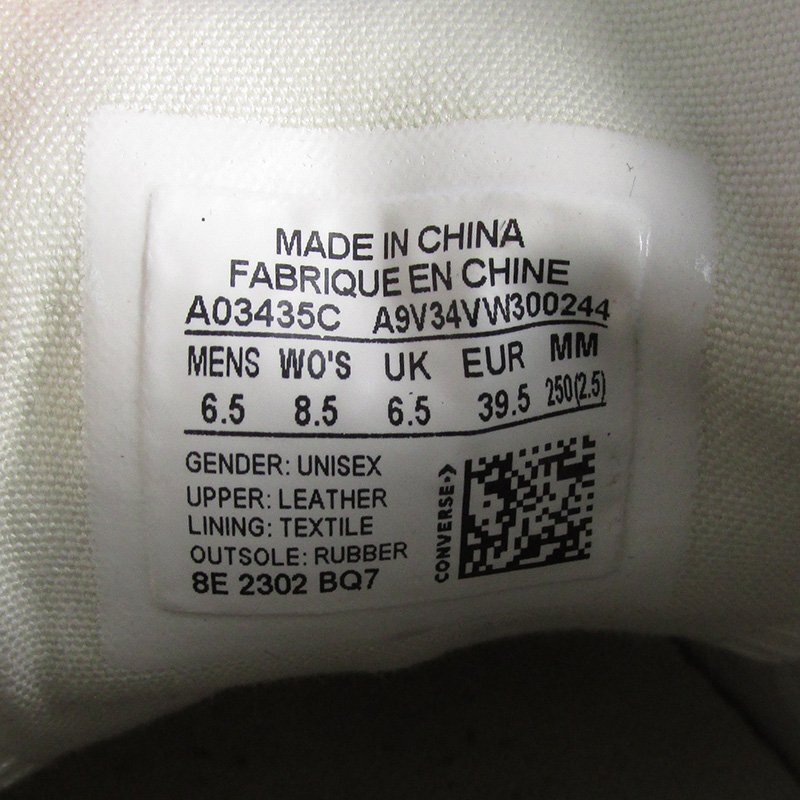 MADE IN CHINA
FABRIQUE EN CHINE
A03435C A9V34VW300244
MENS WO'S UK EUR MM
6.5 8.5 6.5 39.5 250(2.5)
GENDER: UNISEX
UPPER: LEATHER
LINING: TEXTILE
OUTSOLE: RUBBER
8E 2302 BQ7
CONVERSE